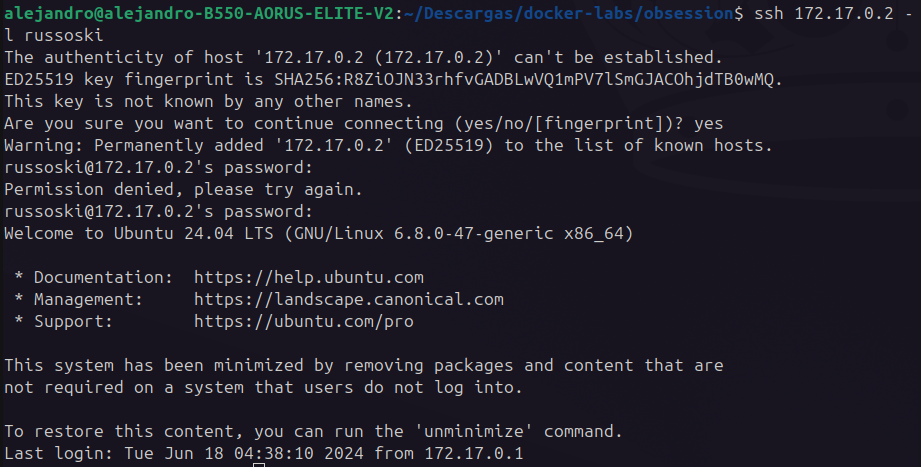 alejandro@alejandro-B550-AORUS-ELITE-V2:~/Descargas/docker-labs/obsession$ ssh 172.17.0.2 -
l russoski
The authenticity of host '172.17.0.2 (172.17.0.2)' can't be established.
ED25519 key fingerprint is SHA256:R8ZiOJN33rhfvGADBLwVQ1mPV7lSmGJACOhjdTB0wMQ.
This key is not known by any other names.
Are you sure you want to continue connecting (yes/no/[fingerprint])? yes
Warning: Permanently added '172.17.0.2' (ED25519) to the list of known hosts.
russoski@172.17.0.2's password:
Permission denied, please try again.
russoski@172.17.0.2's password:
Welcome to Ubuntu 24.04 LTS (GNU/Linux 6.8.0-47-generic x86_64)

 * Documentation:  https://help.ubuntu.com
 * Management:     https://landscape.canonical.com
 * Support:        https://ubuntu.com/pro

This system has been minimized by removing packages and content that are
not required on a system that users do not log into.

To restore this content, you can run the 'unminimize' command.
Last login: Tue Jun 18 04:38:10 2024 from 172.17.0.1